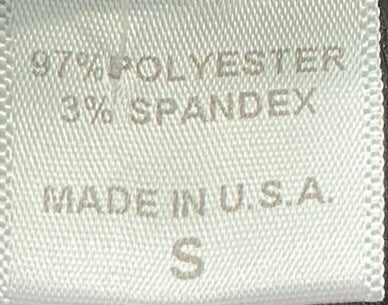 97% POLYESTER
3% SPANDEX
MADE IN U.S.A.
S